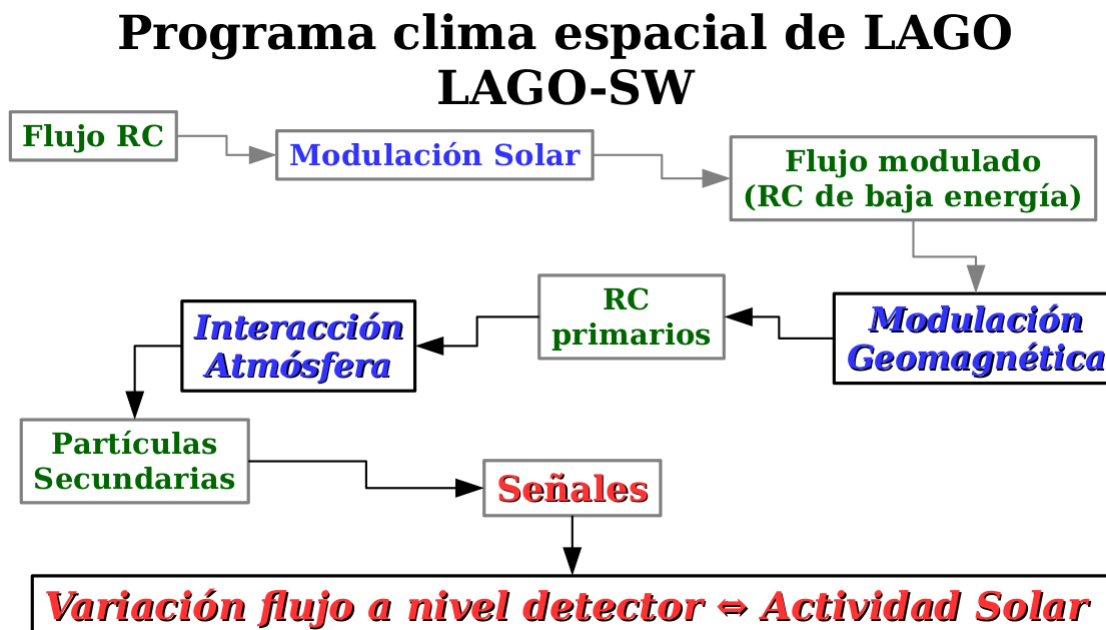 Programa clima espacial de LAGO
LAGO-SW
Flujo RC
Modulación Solar
Flujo modulado
(RC de baja energía)
Modulación
Geomagnética
RC
primarios
Interacción
Atmósfera
Partículas
Secundarias
Señales
Variación flujo a nivel detector ⇔ Actividad Solar